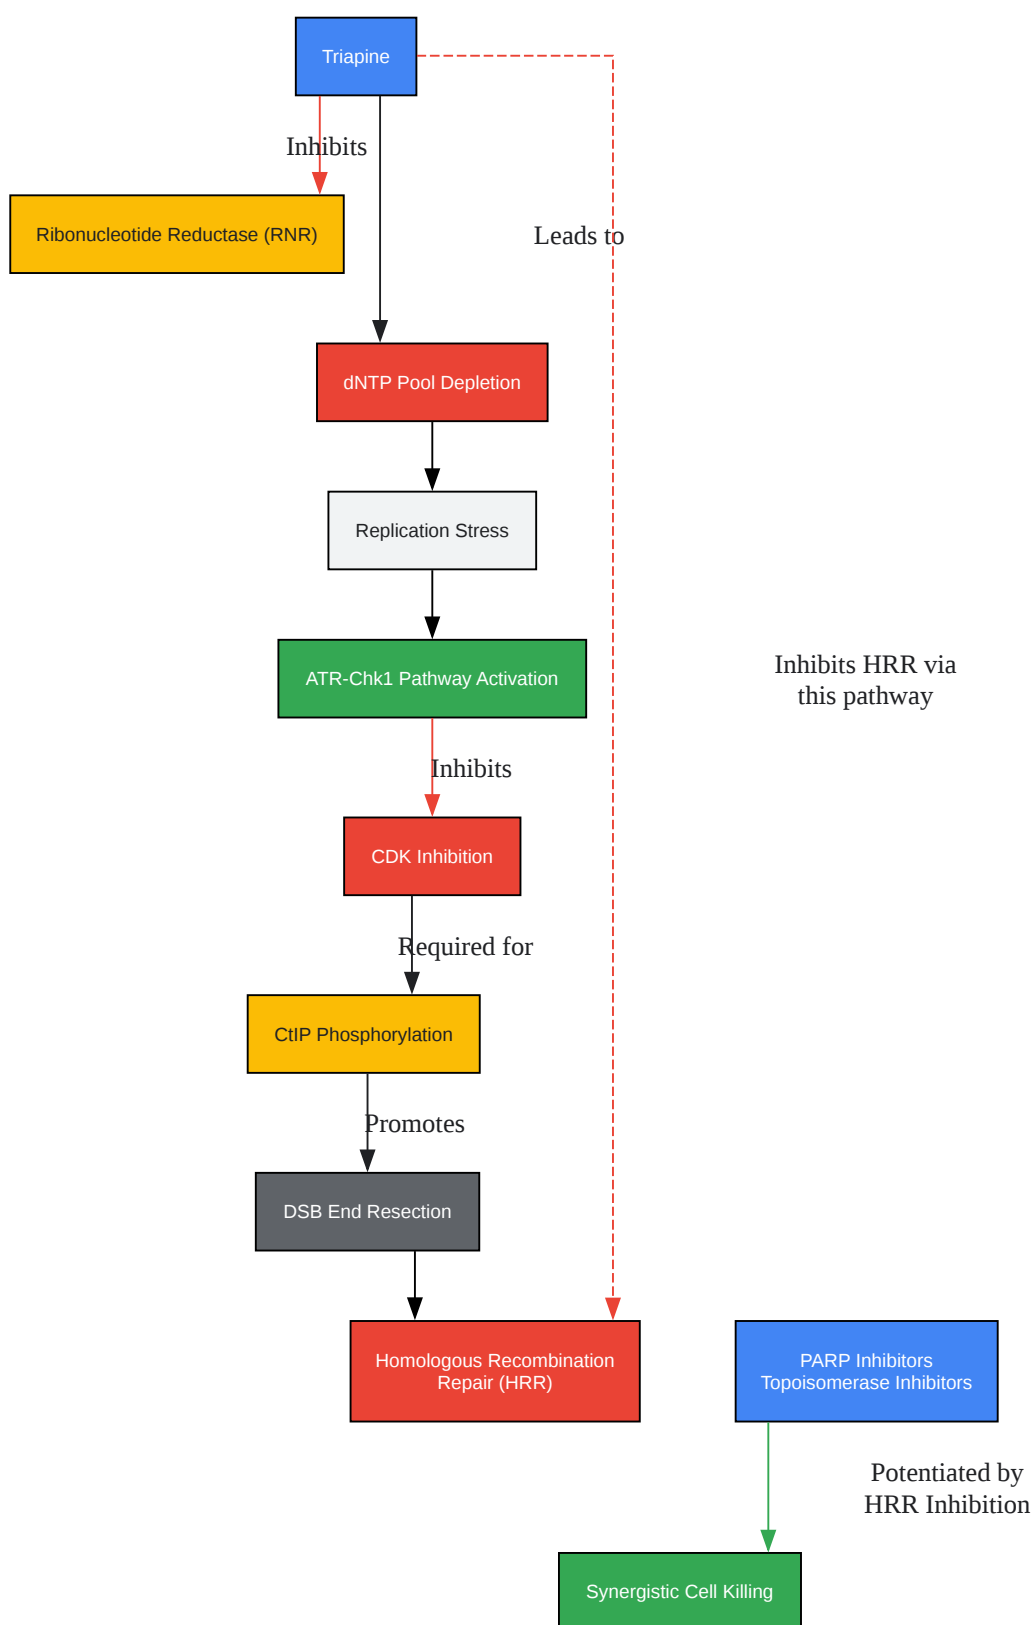 Triapine
Inhibits
Ribonucleotide Reductase (RNR)
Leads to
dNTP Pool Depletion
Replication Stress
ATR-Chk1 Pathway Activation
Inhibits HRR via
this pathway
Inhibits
CDK Inhibition
Required for
CtIP Phosphorylation
Promotes
DSB End Resection
Homologous Recombination
Repair (HRR)
PARP Inhibitors
Topoisomerase Inhibitors
Potentiated by
HRR Inhibition
Synergistic Cell Killing